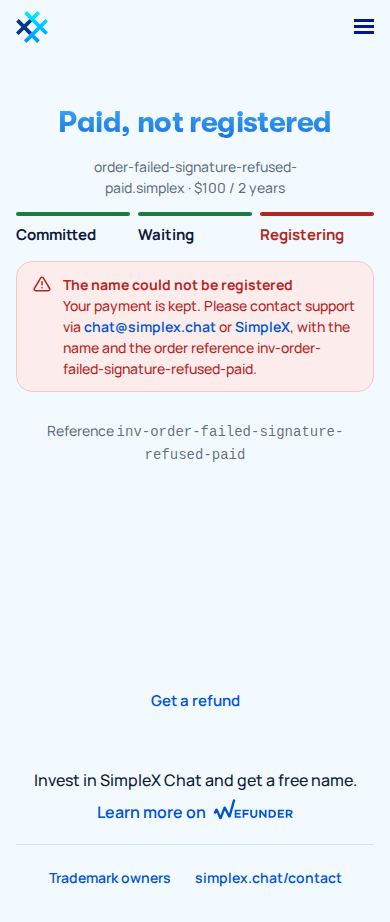 Paid, not registered
order-failed-signature-refused-
paid.simplex · $100 / 2 years
Committed Waiting Registering
The name could not be registered
Your payment is kept. Please contact support
via chat@simplex.chat or SimpleX, with the
name and the order reference inv-order-
failed-signature-refused-paid.
Reference inv-order-failed-signature-
refused-paid
Get a refund
Invest in SimpleX Chat and get a free name.
Learn more on WEFUNDER
Trademark owners simplex.chat/contact